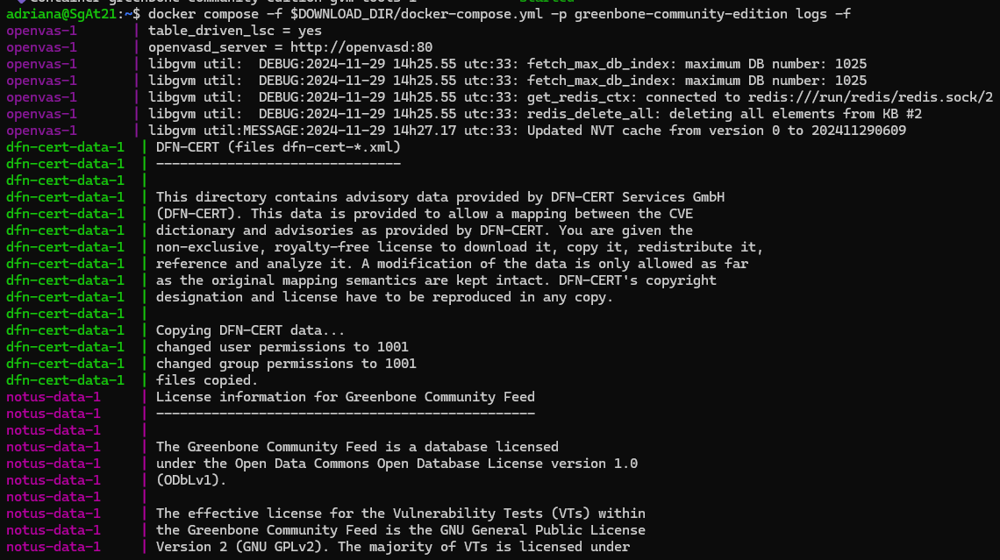 Container greenbone-community-edition-gvm-tools-1 Started
adriana@SgAt21:~$ docker compose -f $DOWNLOAD_DIR/docker-compose.yml -p greenbone-community-edition logs -f
openvas-1 | table_driven_lsc = yes
openvas-1 | openvasd_server = http://openvasd:80
openvas-1 | libgvm util:  DEBUG:2024-11-29 14h25.55 utc:33: fetch_max_db_index: maximum DB number: 1025
openvas-1 | libgvm util:  DEBUG:2024-11-29 14h25.55 utc:33: fetch_max_db_index: maximum DB number: 1025
openvas-1 | libgvm util:  DEBUG:2024-11-29 14h25.55 utc:33: get_redis_ctx: connected to redis:///run/redis/redis.sock/2
openvas-1 | libgvm util:  DEBUG:2024-11-29 14h25.55 utc:33: redis_delete_all: deleting all elements from KB #2
openvas-1 | libgvm util:MESSAGE:2024-11-29 14h27.17 utc:33: Updated NVT cache from version 0 to 202411290609
dfn-cert-data-1 | DFN-CERT (files dfn-cert-*.xml)
dfn-cert-data-1 | -------------------------------
dfn-cert-data-1 |
dfn-cert-data-1 | This directory contains advisory data provided by DFN-CERT Services GmbH
dfn-cert-data-1 | (DFN-CERT). This data is provided to allow a mapping between the CVE
dfn-cert-data-1 | dictionary and advisories as provided by DFN-CERT. You are given the
dfn-cert-data-1 | non-exclusive, royalty-free license to download it, copy it, redistribute it,
dfn-cert-data-1 | reference and analyze it. A modification of the data is only allowed as far
dfn-cert-data-1 | as the original mapping semantics are kept intact. DFN-CERT's copyright
dfn-cert-data-1 | designation and license have to be reproduced in any copy.
dfn-cert-data-1 |
dfn-cert-data-1 | Copying DFN-CERT data...
dfn-cert-data-1 | changed user permissions to 1001
dfn-cert-data-1 | changed group permissions to 1001
dfn-cert-data-1 | files copied.
notus-data-1 | License information for Greenbone Community Feed
notus-data-1 | ------------------------------------------------
notus-data-1 |
notus-data-1 | The Greenbone Community Feed is a database licensed
notus-data-1 | under the Open Data Commons Open Database License version 1.0
notus-data-1 | (ODbLv1).
notus-data-1 |
notus-data-1 | The effective license for the Vulnerability Tests (VTs) within
notus-data-1 | the Greenbone Community Feed is the GNU General Public License
notus-data-1 | Version 2 (GNU GPLv2). The majority of VTs is licensed under